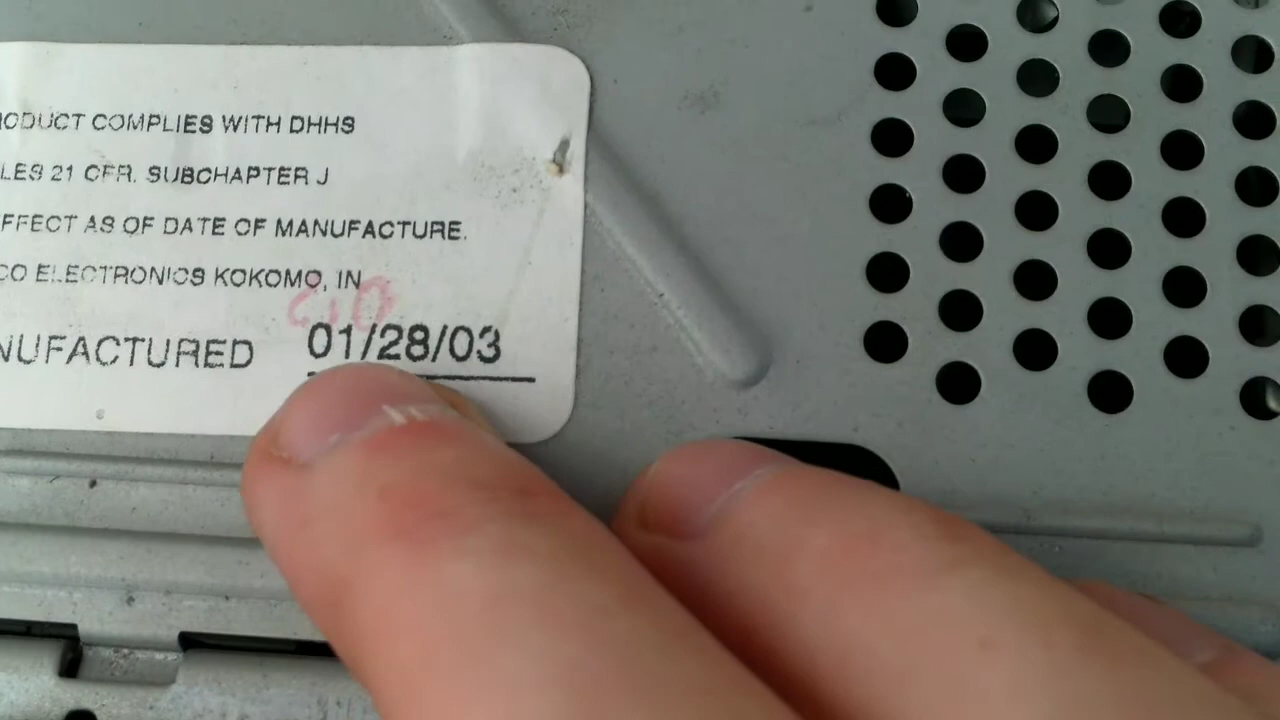 ODUCT COMPLIES WITH DHHS
LES 21 CFR. SUBCHAPTER J
FFECT AS OF DATE OF MANUFACTURE.
CO ELECTRONICS KOKOMO, IN
NUFACTURED 01/28/03